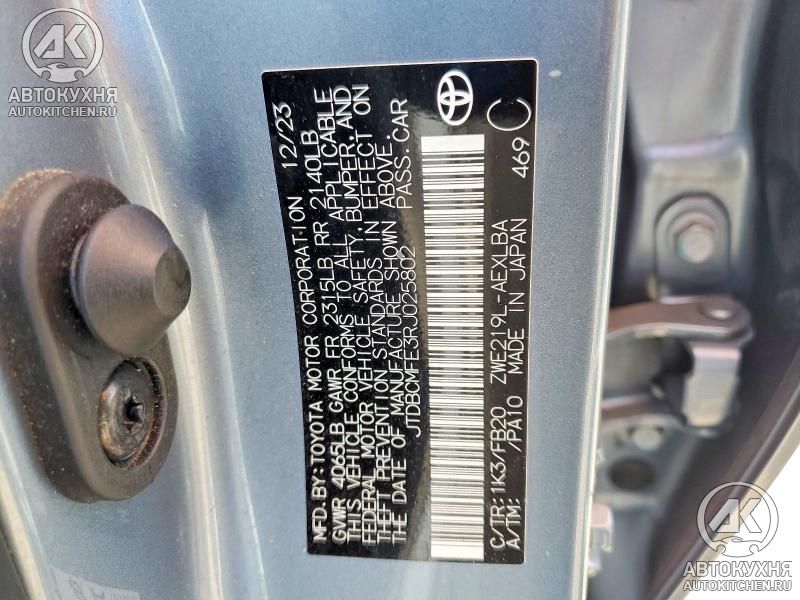 АК
АВТОКУХНЯ
AUTOKITCHEN.RU
MFD. BY: TOYOTA MOTOR CORPORATION 12/23
GVWR 4065LB GAWR FR 2315LB RR 2140LB
THIS VEHICLE CONFORMS TO ALL APPLICABLE
FEDERAL MOTOR VEHICLE SAFETY, BUMPER, AND
THEFT PREVENTION STANDARDS IN EFFECT ON
THE DATE OF MANUFACTURE SHOWN ABOVE.
JTDBCMFE3RJ025802 PASS. CAR
C/TR: 1K3/FB20 ZWE219L-AEXLBA
A/TM: /PA10 MADE IN JAPAN 469 C
АК
АВТОКУХНЯ
AUTOKITCHEN.RU